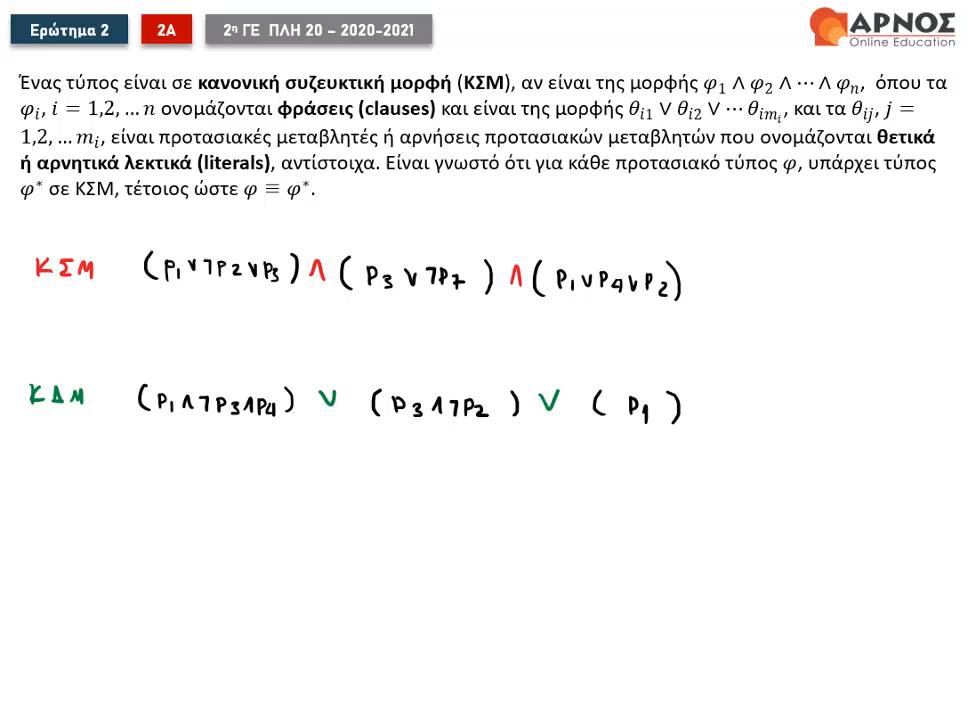 Ερώτημα 2 2Α 2η ΓΕ ΠΛΗ 20 – 2020-2021
ΑΡΝΟΣ
Online Education
Ένας τύπος είναι σε κανονική συζευκτική μορφή (ΚΣΜ), αν είναι της μορφής φ₁ ∧ φ₂ ∧ ⋯ ∧ φₙ, όπου τα
φᵢ, i = 1,2, … n ονομάζονται φράσεις (clauses) και είναι της μορφής θᵢ₁ ∨ θᵢ₂ ∨ ⋯ θᵢₘᵢ, και τα θᵢⱼ, j =
1,2, … mᵢ, είναι προτασιακές μεταβλητές ή αρνήσεις προτασιακών μεταβλητών που ονομάζονται θετικά
ή αρνητικά λεκτικά (literals), αντίστοιχα. Είναι γνωστό ότι για κάθε προτασιακό τύπος φ, υπάρχει τύπος
φ* σε ΚΣΜ, τέτοιος ώστε φ ≡ φ*.
ΚΣΜ (p₁ ∨ ¬p₂ ∨ p₃) ∧ (p₃ ∨ ¬p₇) ∧ (p₁ ∨ p₄ ∨ p₂)
ΚΔΜ (p₁ ∧ ¬p₃ ∧ p₄) ∨ (p₃ ∧ ¬p₂) ∨ (p₁)